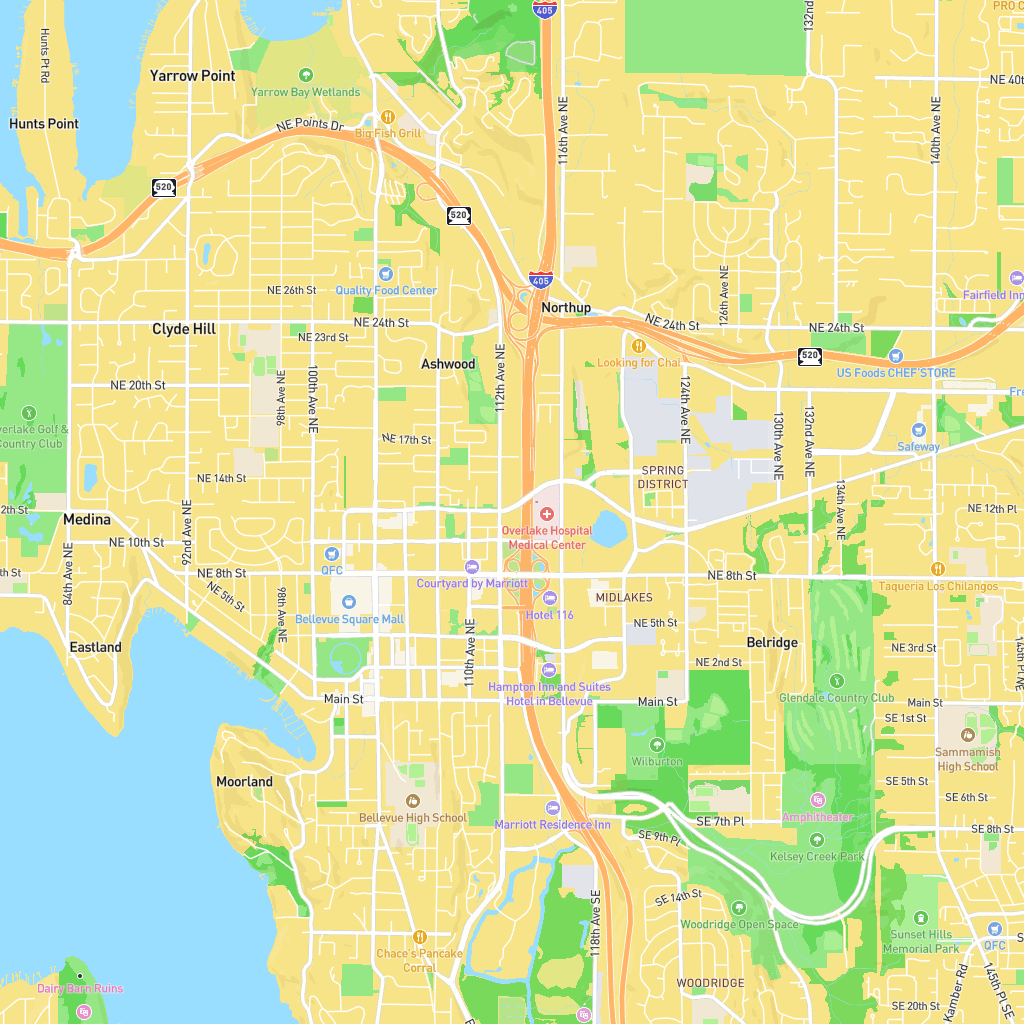 405
132nd
PRO C
Hunts Pt Rd
Yarrow Point
NE 40t
Yarrow Bay Wetlands
Hunts Point
NE Points Dr
Big Fish Grill
116th Ave NE
140th Ave NE
520
520
405
Quality Food Center
NE 26th St
126th Ave NE
Fairfield Inn
Northup
Clyde Hill
NE 24th St
NE 24th St
NE 24th St
NE 23rd St
Looking for Chai
520
Ashwood
112th Ave NE
US Foods CHEF'STORE
NE 20th St
98th Ave NE
100th Ave NE
124th Ave NE
Fre
132nd Ave NE
130th Ave NE
verlake Golf &
Country Club
NE 17th St
Safeway
SPRING
DISTRICT
NE 14th St
134th Ave NE
2th St
Medina
92nd Ave NE
Overlake Hospital
Medical Center
NE 12th Pl
NE 10th St
84th Ave NE
QFC
th St
NE 8th St
NE 5th St
98th Ave NE
Courtyard by Marriott
NE 8th St
Taqueria Los Chilangos
MIDLAKES
Bellevue Square Mall
Hotel 116
110th Ave NE
NE 5th St
Eastland
Belridge
NE 3rd St
145th Pl NE
NE 2nd St
Hampton Inn and Suites
Hotel in Bellevue
Main St
Main St
Glendale Country Club
Main St
SE 1st St
Wilburton
Sammamish
High School
Moorland
SE 5th St
Bellevue High School
SE 6th St
Marriott Residence Inn
Amphitheater
SE 7th Pl
SE 8th St
SE 9th Pl
Kelsey Creek Park
SE 14th St
118th Ave SE
Woodridge Open Space
Sunset Hills
Memorial Park
QFC
S
Chace's Pancake
Corral
WOODRIDGE
Kamber Rd
145th Pl SE
Dairy Barn Ruins
SE 20th St